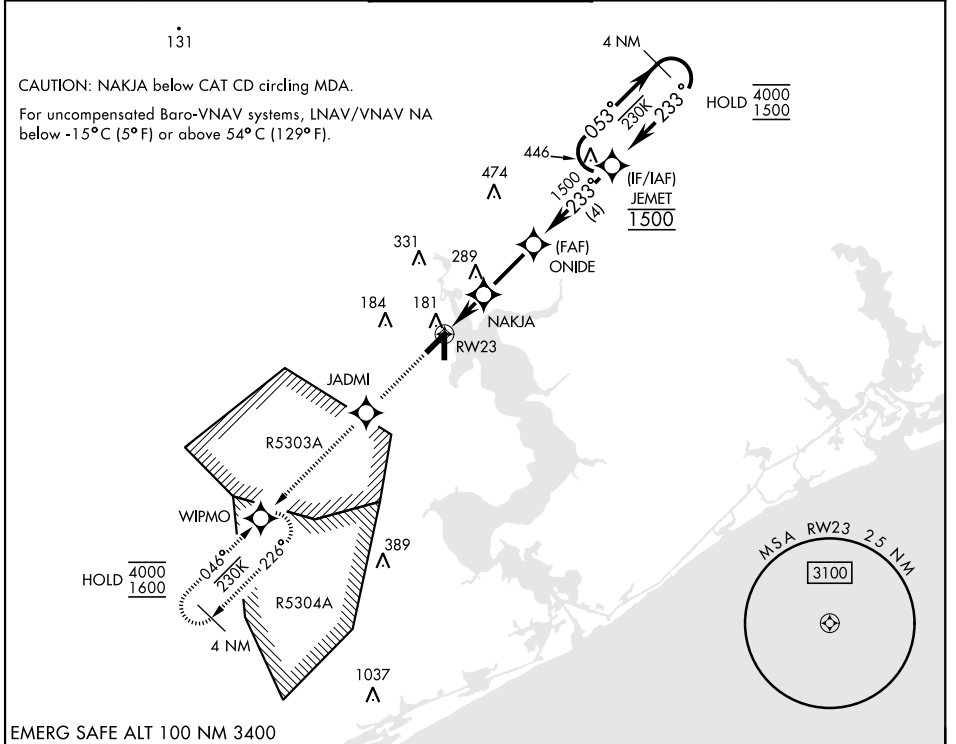 131
CAUTION: NAKJA below CAT CD circling MDA.
For uncompensated Baro-VNAV systems, LNAV/VNAV NA
below -15°C (5°F) or above 54°C (129°F).
4 NM
053°
230K
233°
HOLD 4000
1500
446
1500
233°
(4)
(IF/IAF)
JEMET
1500
474
(FAF)
ONIDE
331
289
NAKJA
184
181
RW23
JADMI
R5303A
WIPMO
046°
230K
226°
HOLD 4000
1600
4 NM
R5304A
389
1037
MSA RW23 25 NM
3100
EMERG SAFE ALT 100 NM 3400